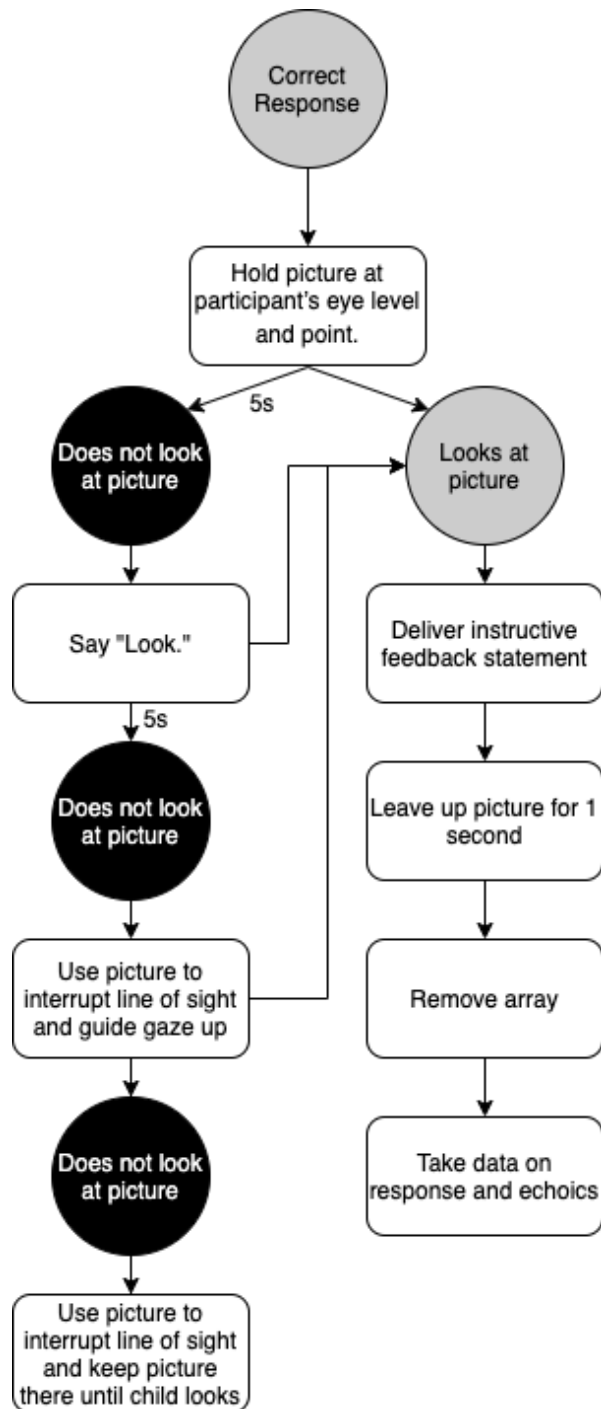 Correct
Response
Hold picture at
participant's eye level
and point.
5s
Does not look
at picture
Looks at
picture
Say "Look."
Deliver instructive
feedback statement
5s
Does not look
at picture
Leave up picture for 1
second
Use picture to
interrupt line of sight
and guide gaze up
Remove array
Does not look
at picture
Take data on
response and echoics
Use picture to
interrupt line of sight
and keep picture
there until child looks